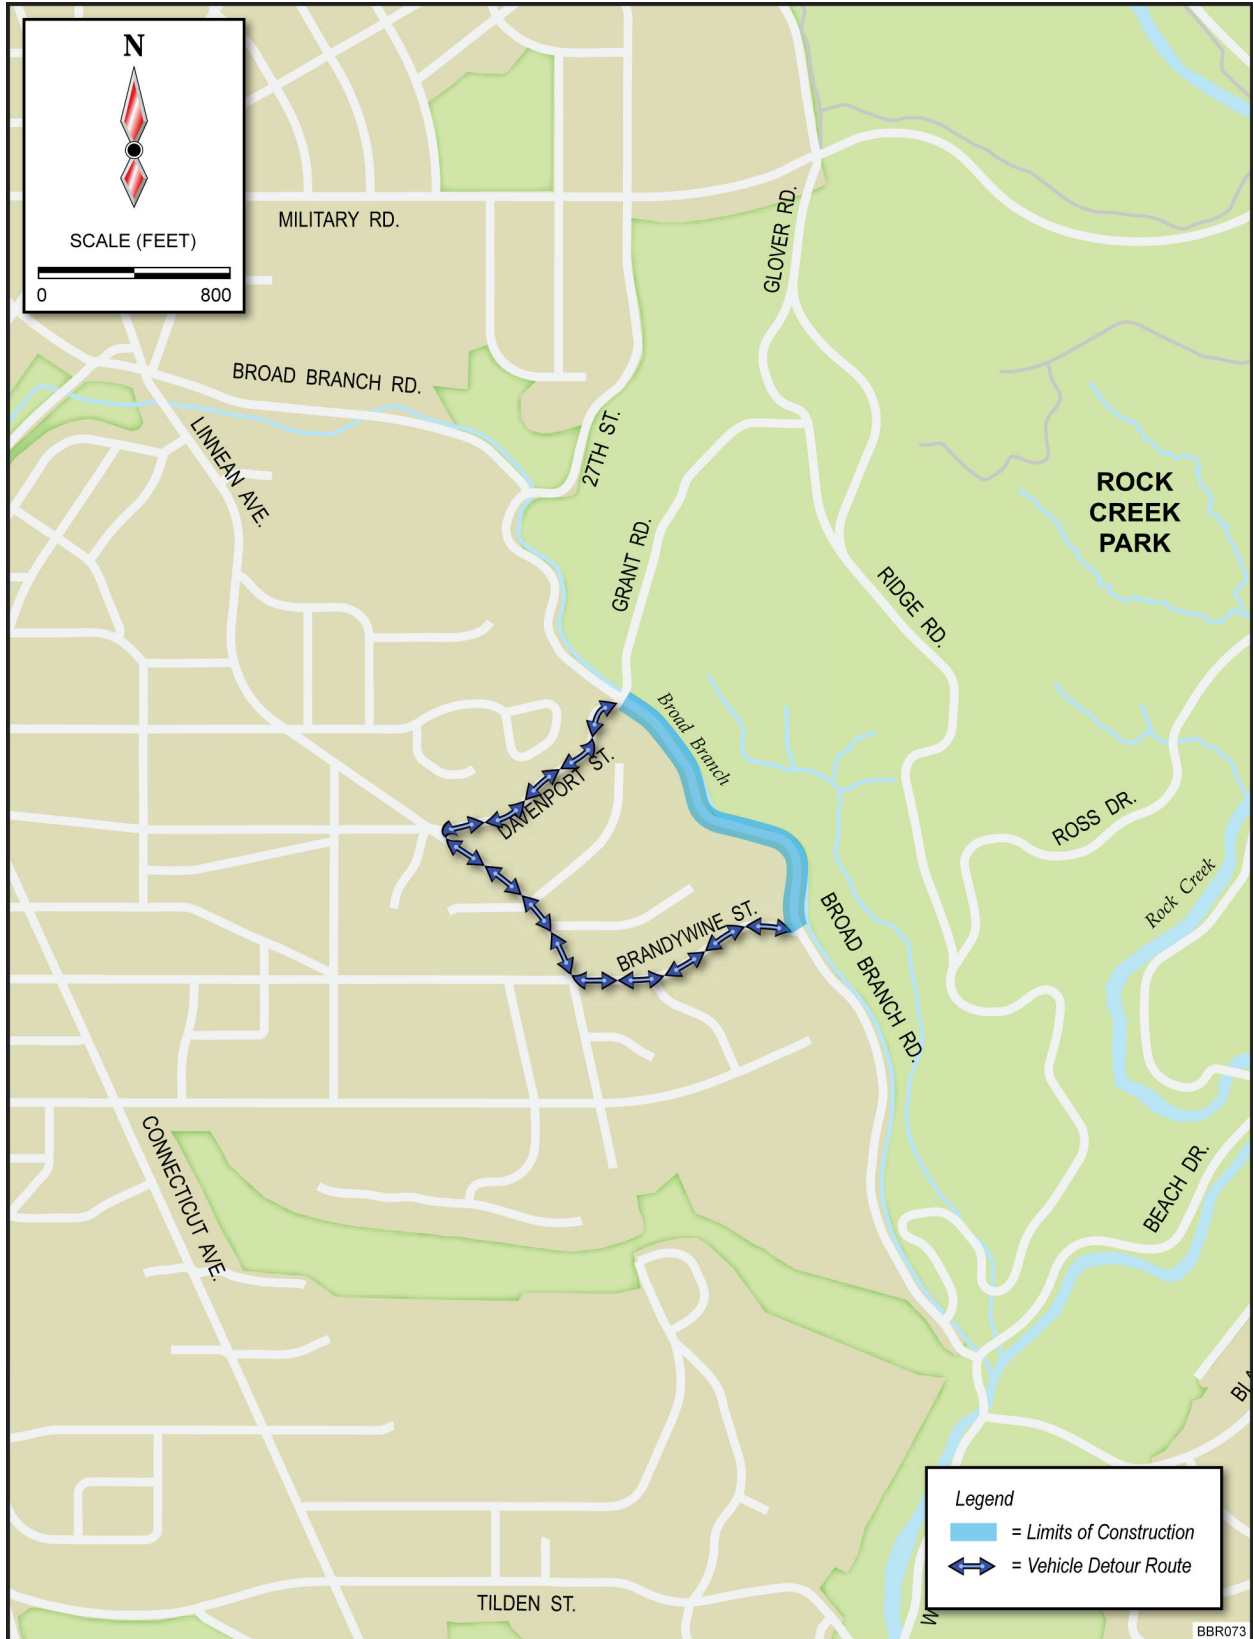 N
SCALE (FEET)
0 800
MILITARY RD.
GLOVER RD.
BROAD BRANCH RD.
LINNEAN AVE.
27TH ST.
ROCK
CREEK
PARK
GRANT RD.
RIDGE RD.
Broad Branch
DAVENPORT ST.
ROSS DR.
Rock Creek
BRANDYWINE ST.
BROAD BRANCH RD.
CONNECTICUT AVE.
BEACH DR.
Legend
= Limits of Construction
= Vehicle Detour Route
TILDEN ST.
BBR073